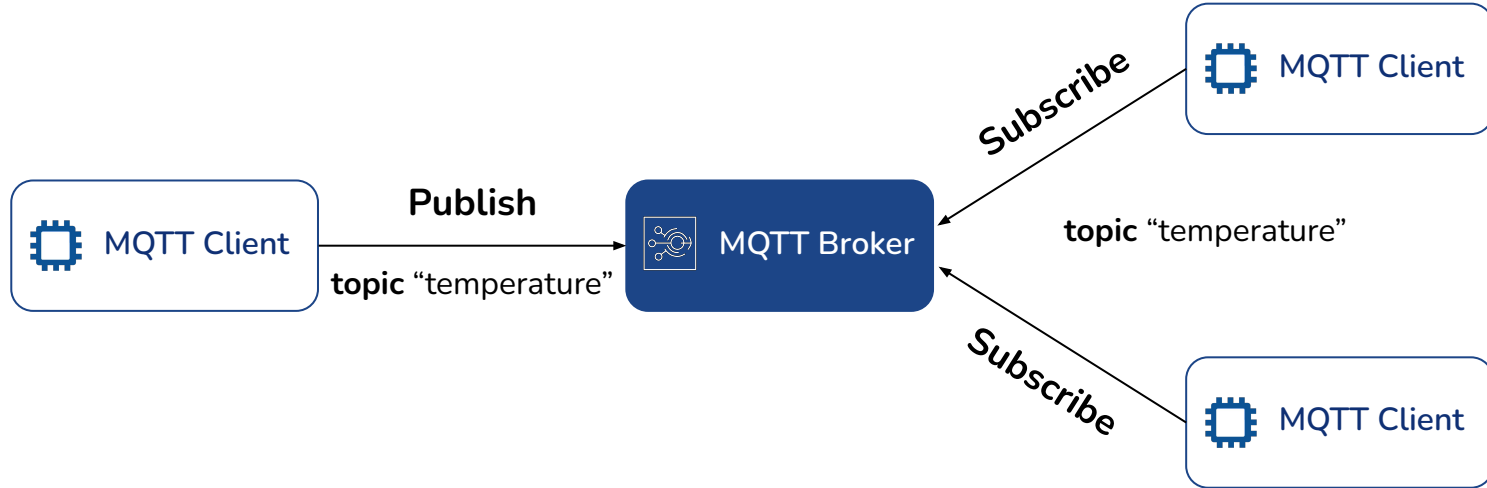 MQTT Client
Publish
topic “temperature”
MQTT Broker
Subscribe
MQTT Client
topic “temperature”
Subscribe
MQTT Client